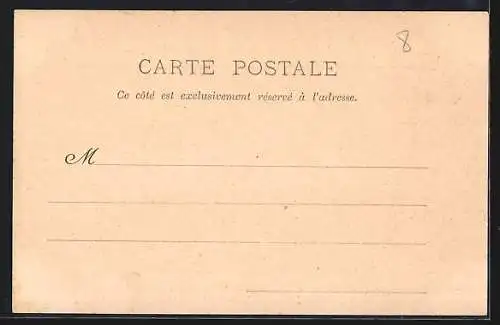 8
CARTE POSTALE
Ce côté est exclusivement réservé à l'adresse.
M